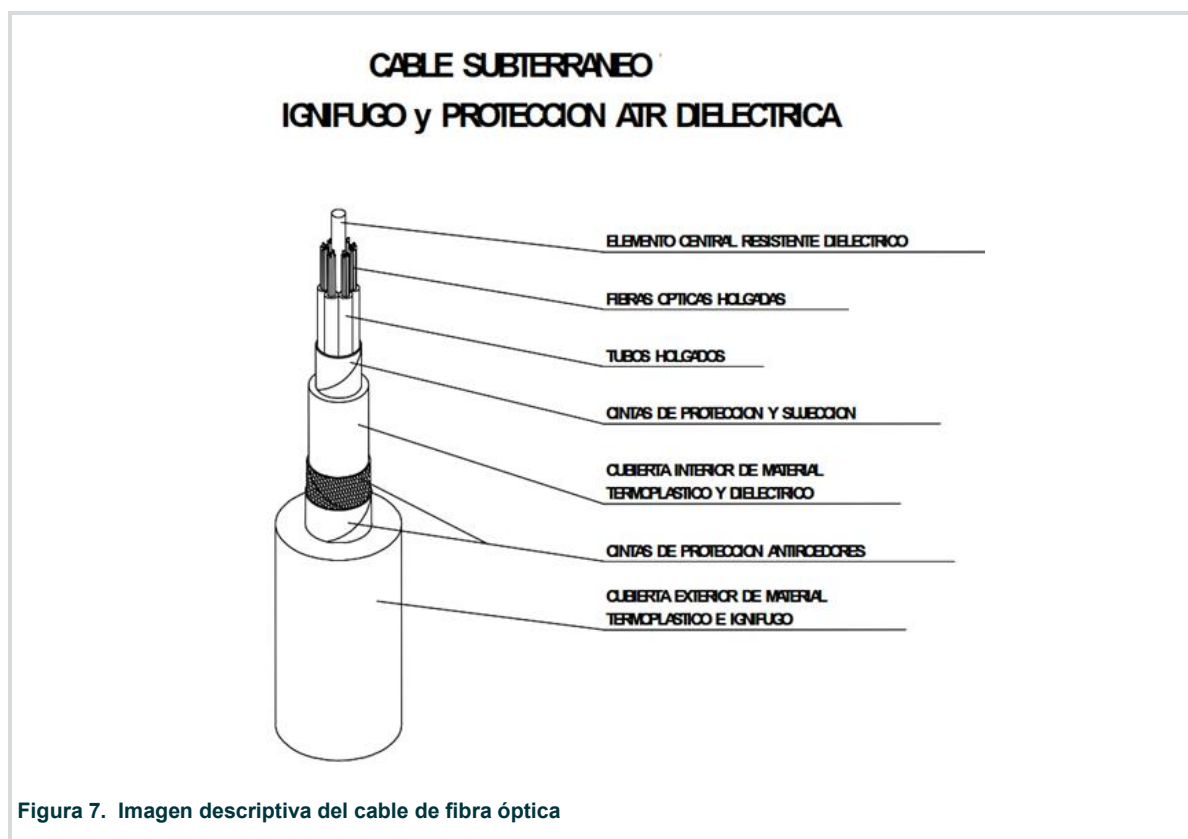 CABLE SUBTERRANEO
IGNIFUGO y PROTECCION ATR DIELECTRICA
ELEMENTO CENTRAL RESISTENTE DIELECTRICO
FIBRAS OPTICAS HOLGADAS
TUBOS HOLGADOS
CINTAS DE PROTECCION Y SUJECCION
CUBIERTA INTERIOR DE MATERIAL
TERMOPLASTICO Y DIELECTRICO
CINTAS DE PROTECCION ANTIROEDORES
CUBIERTA EXTERIOR DE MATERIAL
TERMOPLASTICO E IGNIFUGO
Figura 7. Imagen descriptiva del cable de fibra óptica